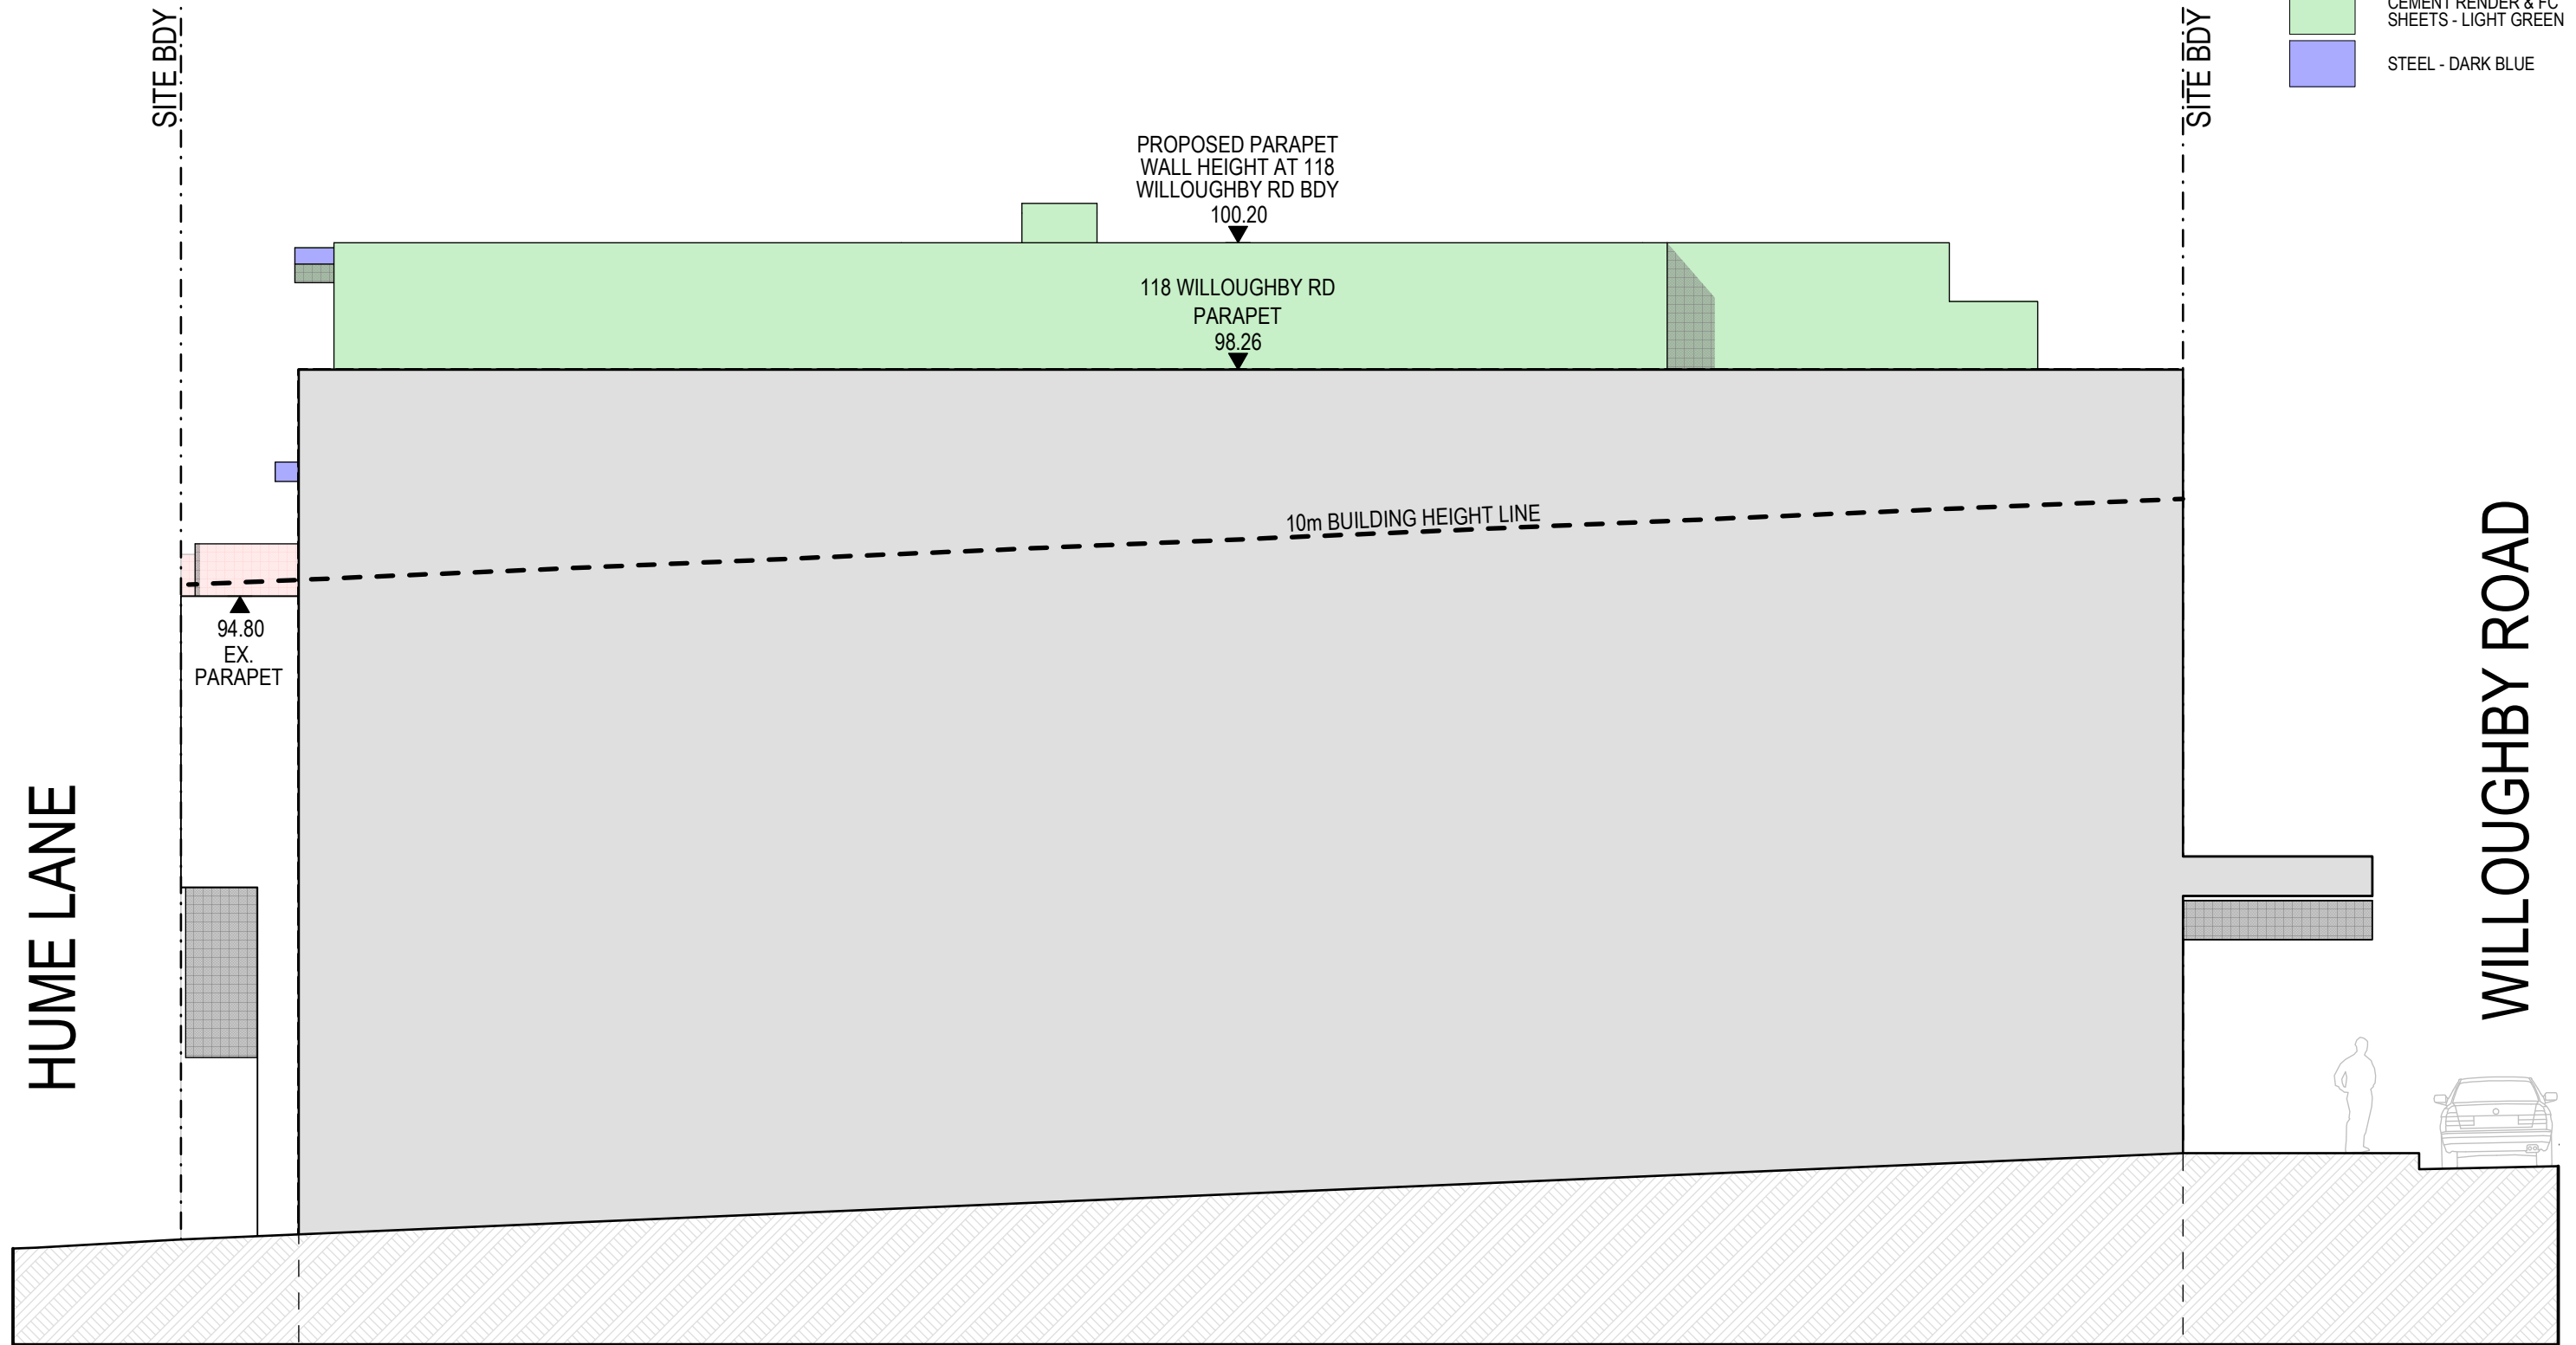 CEMENT RENDER & FC
SHEETS - LIGHT GREEN
STEEL - DARK BLUE
SITE BDY
SITE BDY
PROPOSED PARAPET
WALL HEIGHT AT 118
WILLOUGHBY RD BDY
100.20
118 WILLOUGHBY RD
PARAPET
98.26
10m BUILDING HEIGHT LINE
94.80
EX.
PARAPET
HUME LANE
WILLOUGHBY ROAD